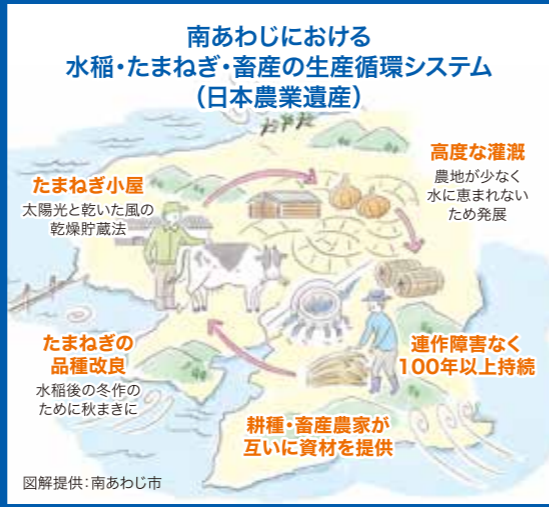 南あわじにおける
水稲・たまねぎ・畜産の生産循環システム
（日本農業遺産）
高度な灌漑
農地が少なく
水に恵まれない
ため発展
たまねぎ小屋
太陽光と乾いた風の
乾燥貯蔵法
たまねぎの
品種改良
水稲後の冬作の
ために秋まきに
連作障害なく
100年以上持続
耕種・畜産農家が
互いに資材を提供
図解提供：南あわじ市